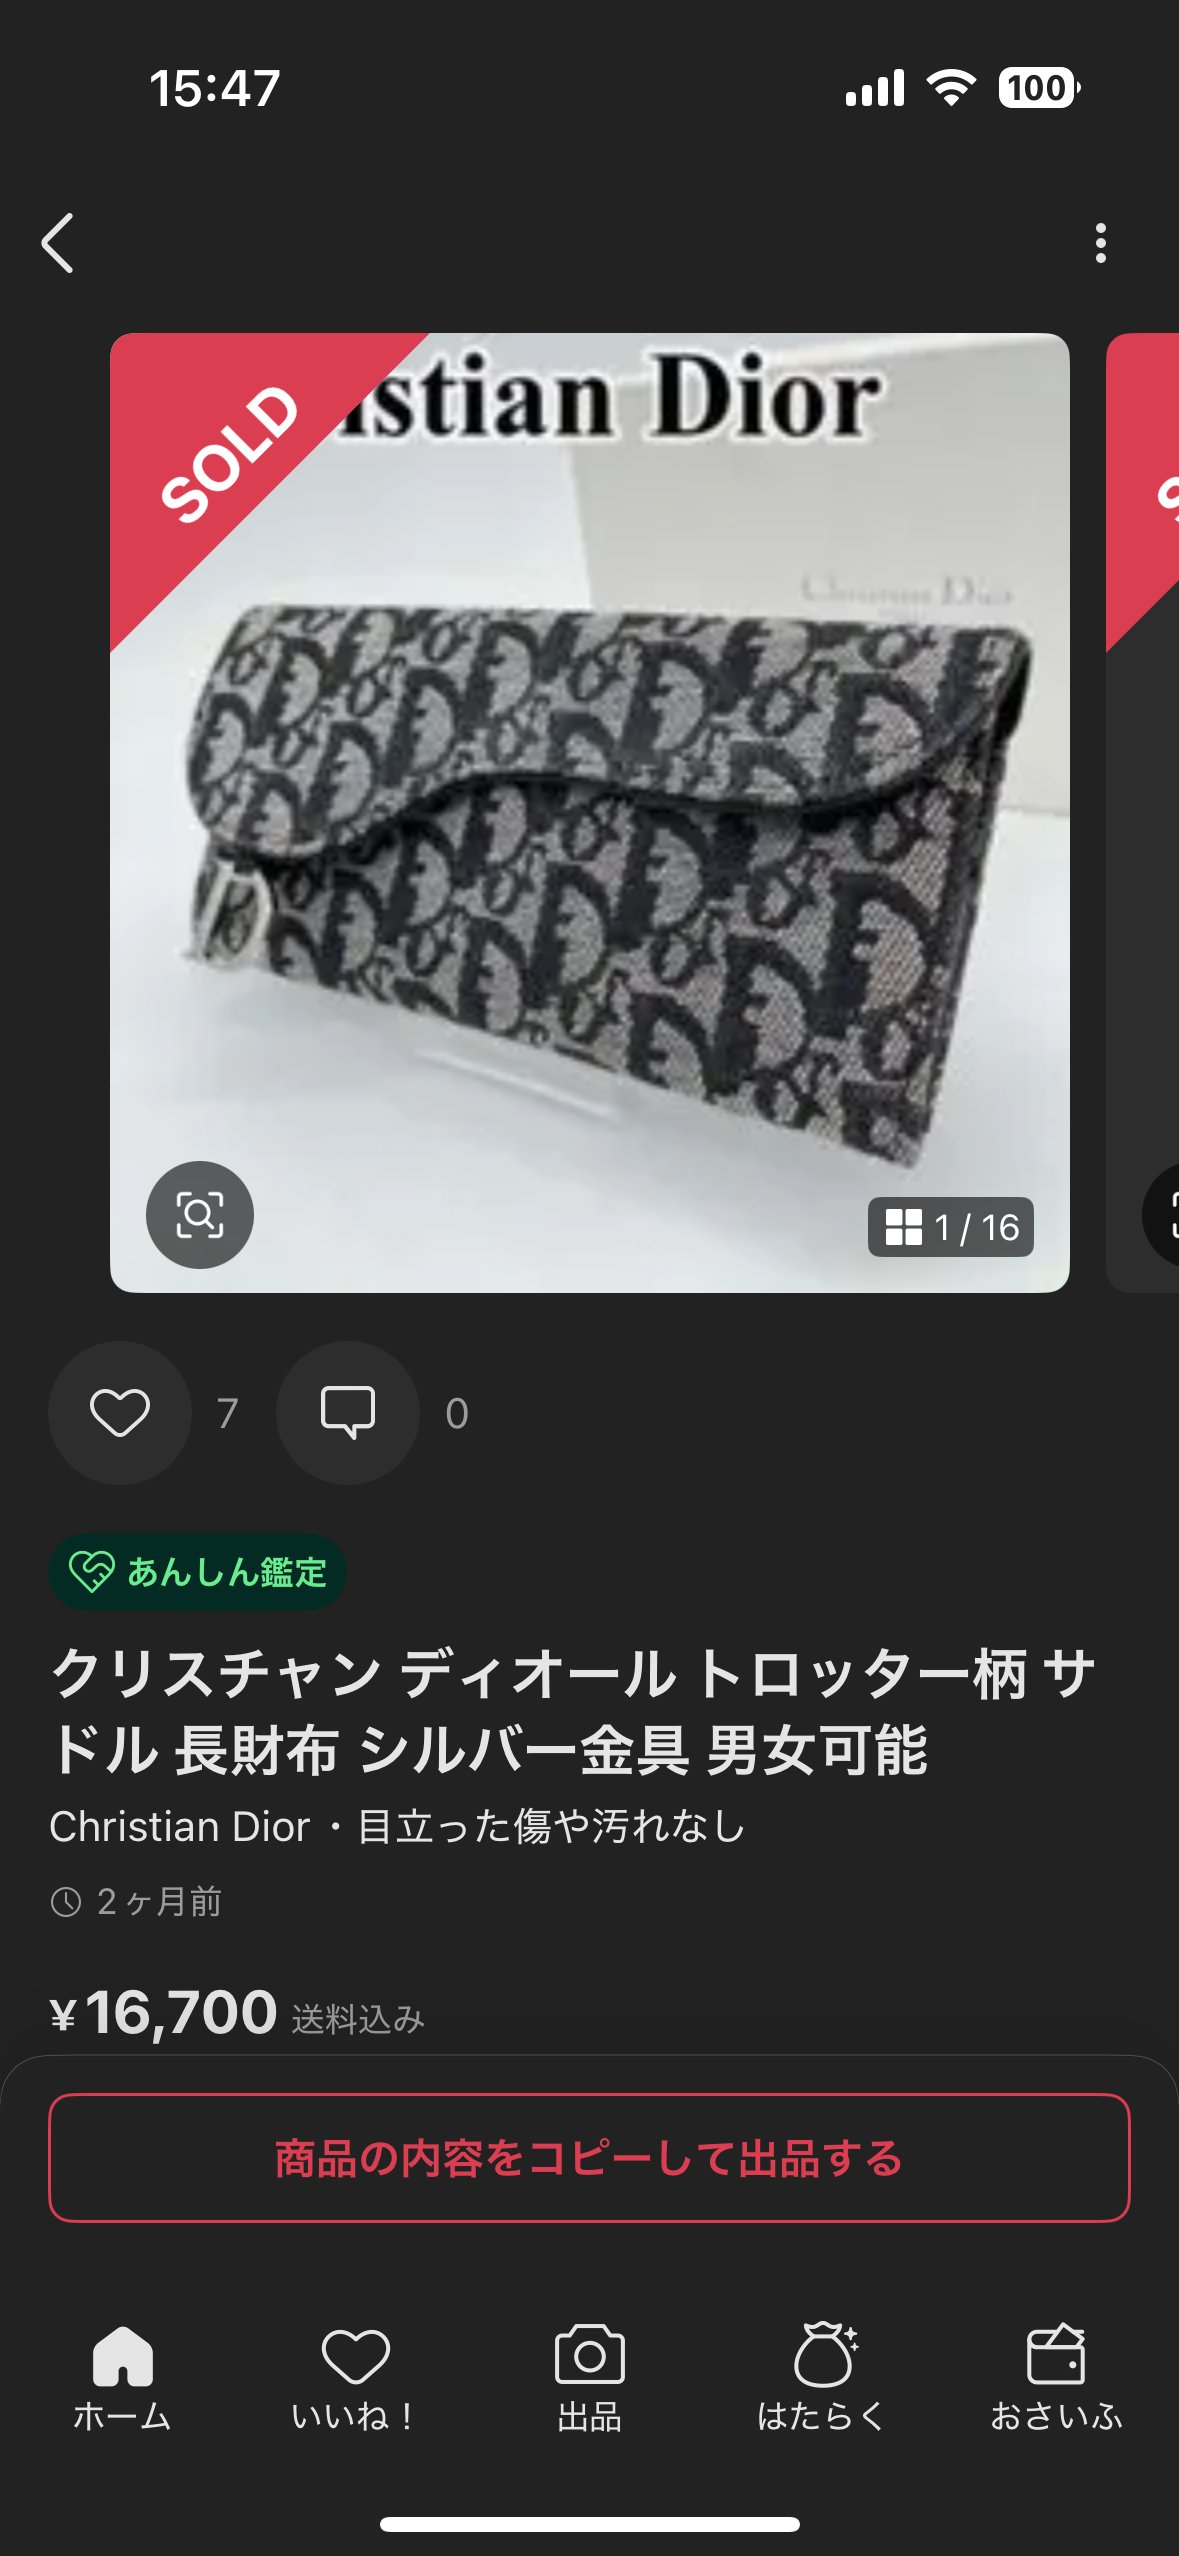 15:47
100
SOLD
istian Dior
Christian Dior
1 / 16
7
0
あんしん鑑定
クリスチャン ディオール トロッター柄 サ
ドル 長財布 シルバー金具 男女可能
Christian Dior・目立った傷や汚れなし
2ヶ月前
¥16,700 送料込み
商品の内容をコピーして出品する
ホーム
いいね！
出品
はたらく
おさいふ